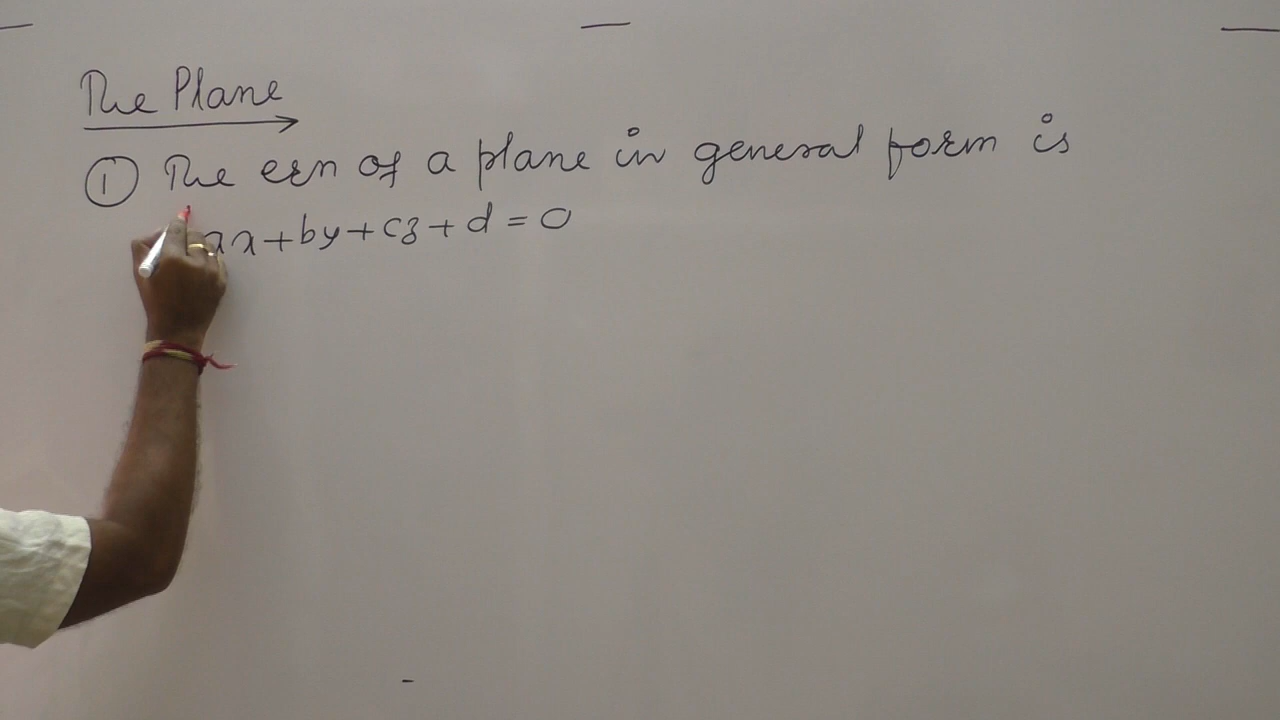 The Plane
① The eqn of a plane in general form is
ax+by+cz+d=0